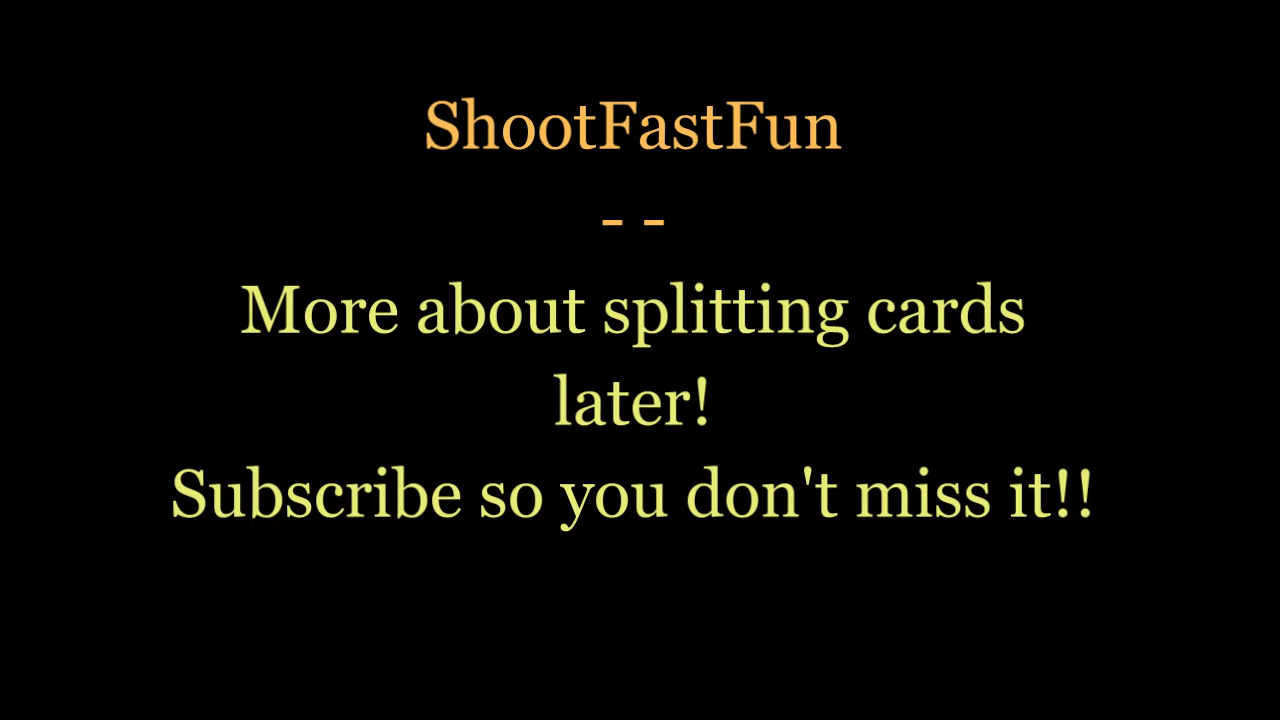 ShootFastFun
- -
More about splitting cards
later!
Subscribe so you don't miss it!!